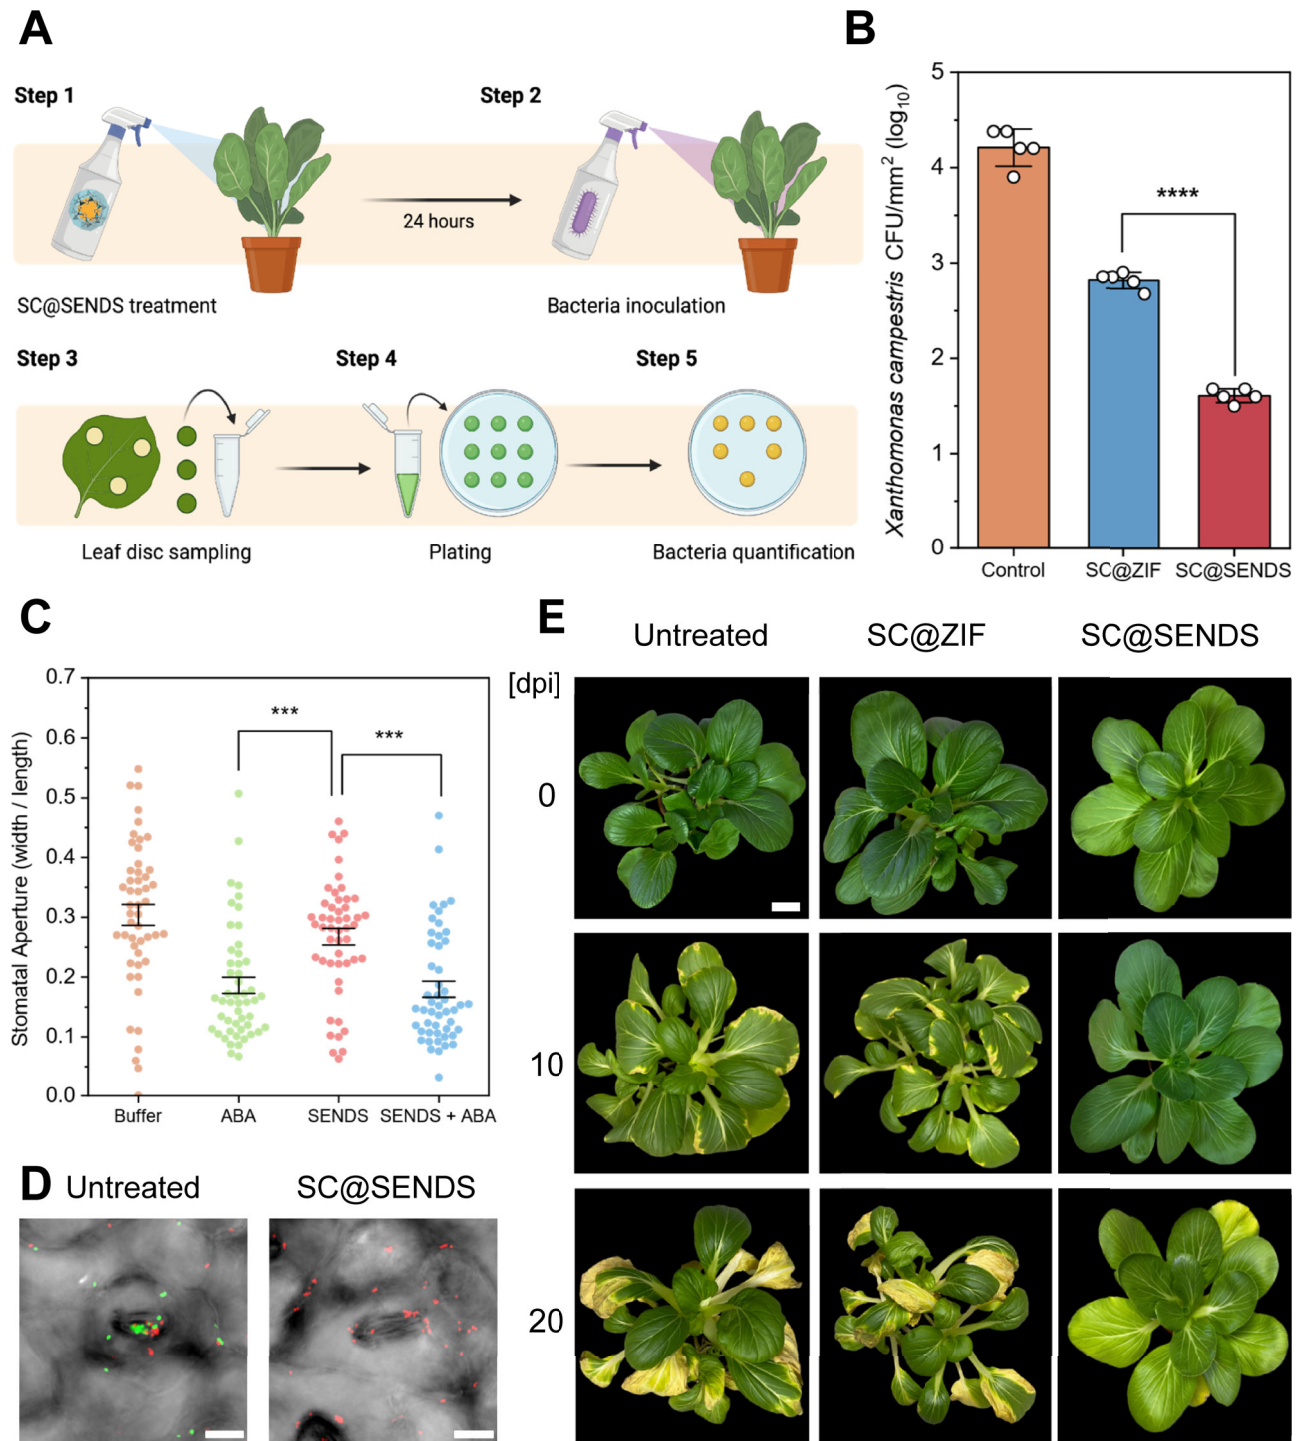 A
Step 1
Step 2
24 hours
SC@SENDS treatment
Bacteria inoculation
Step 3
Step 4
Step 5
Leaf disc sampling
Plating
Bacteria quantification
B
Xanthomonas campestris CFU/mm² (log₁₀)
5
4
3
2
1
0
****
Control
SC@ZIF
SC@SENDS
C
Stomatal Aperture (width / length)
0.7
0.6
0.5
0.4
0.3
0.2
0.1
0.0
***
***
Buffer
ABA
SENDS
SENDS + ABA
D
Untreated
SC@SENDS
E
Untreated
SC@ZIF
SC@SENDS
[dpi]
0
10
20